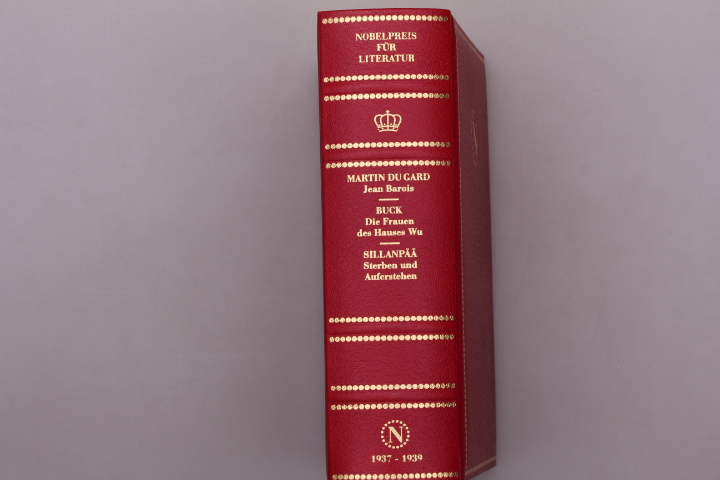 NOBELPREIS
FÜR
LITERATUR
MARTIN DU GARD
Jean Barois
BUCK
Die Frauen
des Hauses Wu
SILLANPÄÄ
Sterben und
Auferstehen
N
1937 - 1939